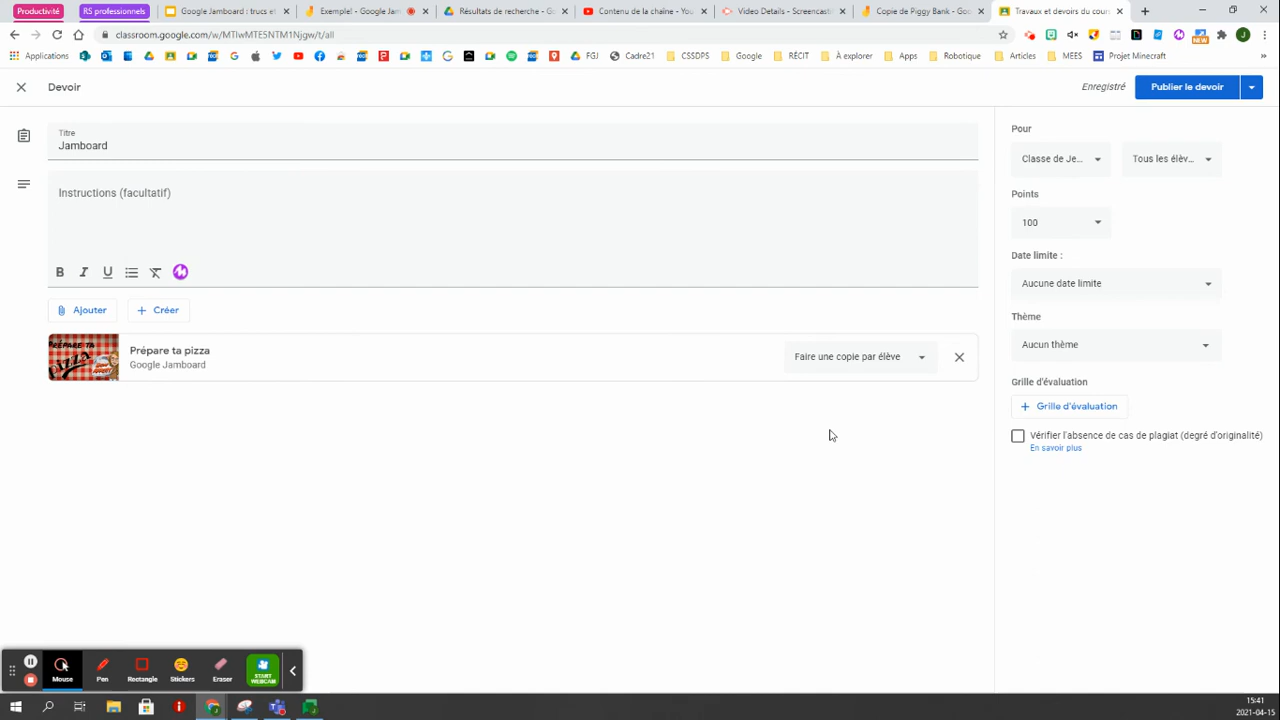 Productivité
RS professionnels
Google Jamboard : trucs et
Exemple! - Google Jam
Résultats de recherche - Go
Contenu de la chaîne - You
Video Details - Scre
Copie de Piggy Bank - Goo
Travaux et devoirs du cours
classroom.google.com/w/MTIwMTE5NTM1Njgw/t/all
Applications
FGJ
Cadre21
CSSDPS
Google
RÉCIT
À explorer
Apps
Robotique
Articles
MEES
Projet Minecraft
Devoir
Enregistré
Publier le devoir
Titre
Jamboard
Instructions (facultatif)
B I U
Ajouter
Créer
PRÉPARE TA
pizza
Prépare ta pizza
Google Jamboard
Faire une copie par élève
Pour
Classe de Je...
Tous les élèv...
Points
100
Date limite :
Aucune date limite
Thème
Aucun thème
Grille d'évaluation
Grille d'évaluation
Vérifier l'absence de cas de plagiat (degré d'originalité)
En savoir plus
Mouse
Pen
Rectangle
Stickers
Eraser
START
WEBCAM
15:41
2021-04-15